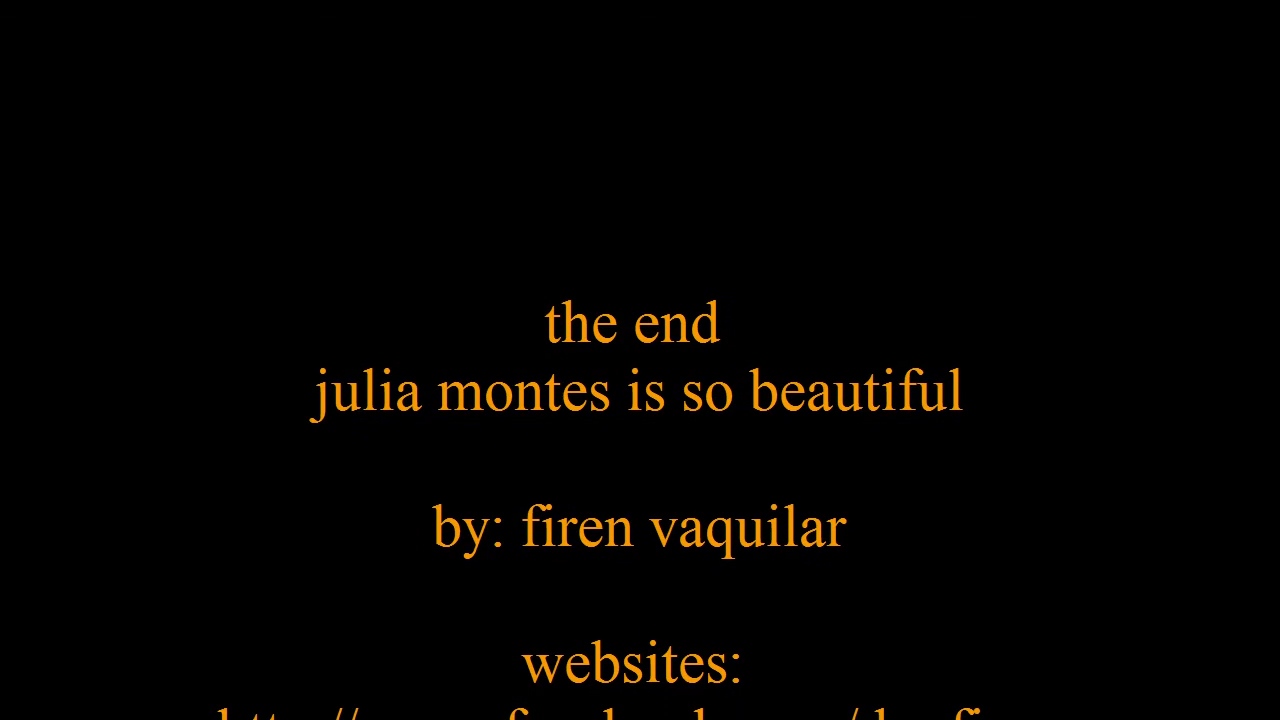 the end
julia montes is so beautiful
by: firen vaquilar
websites: